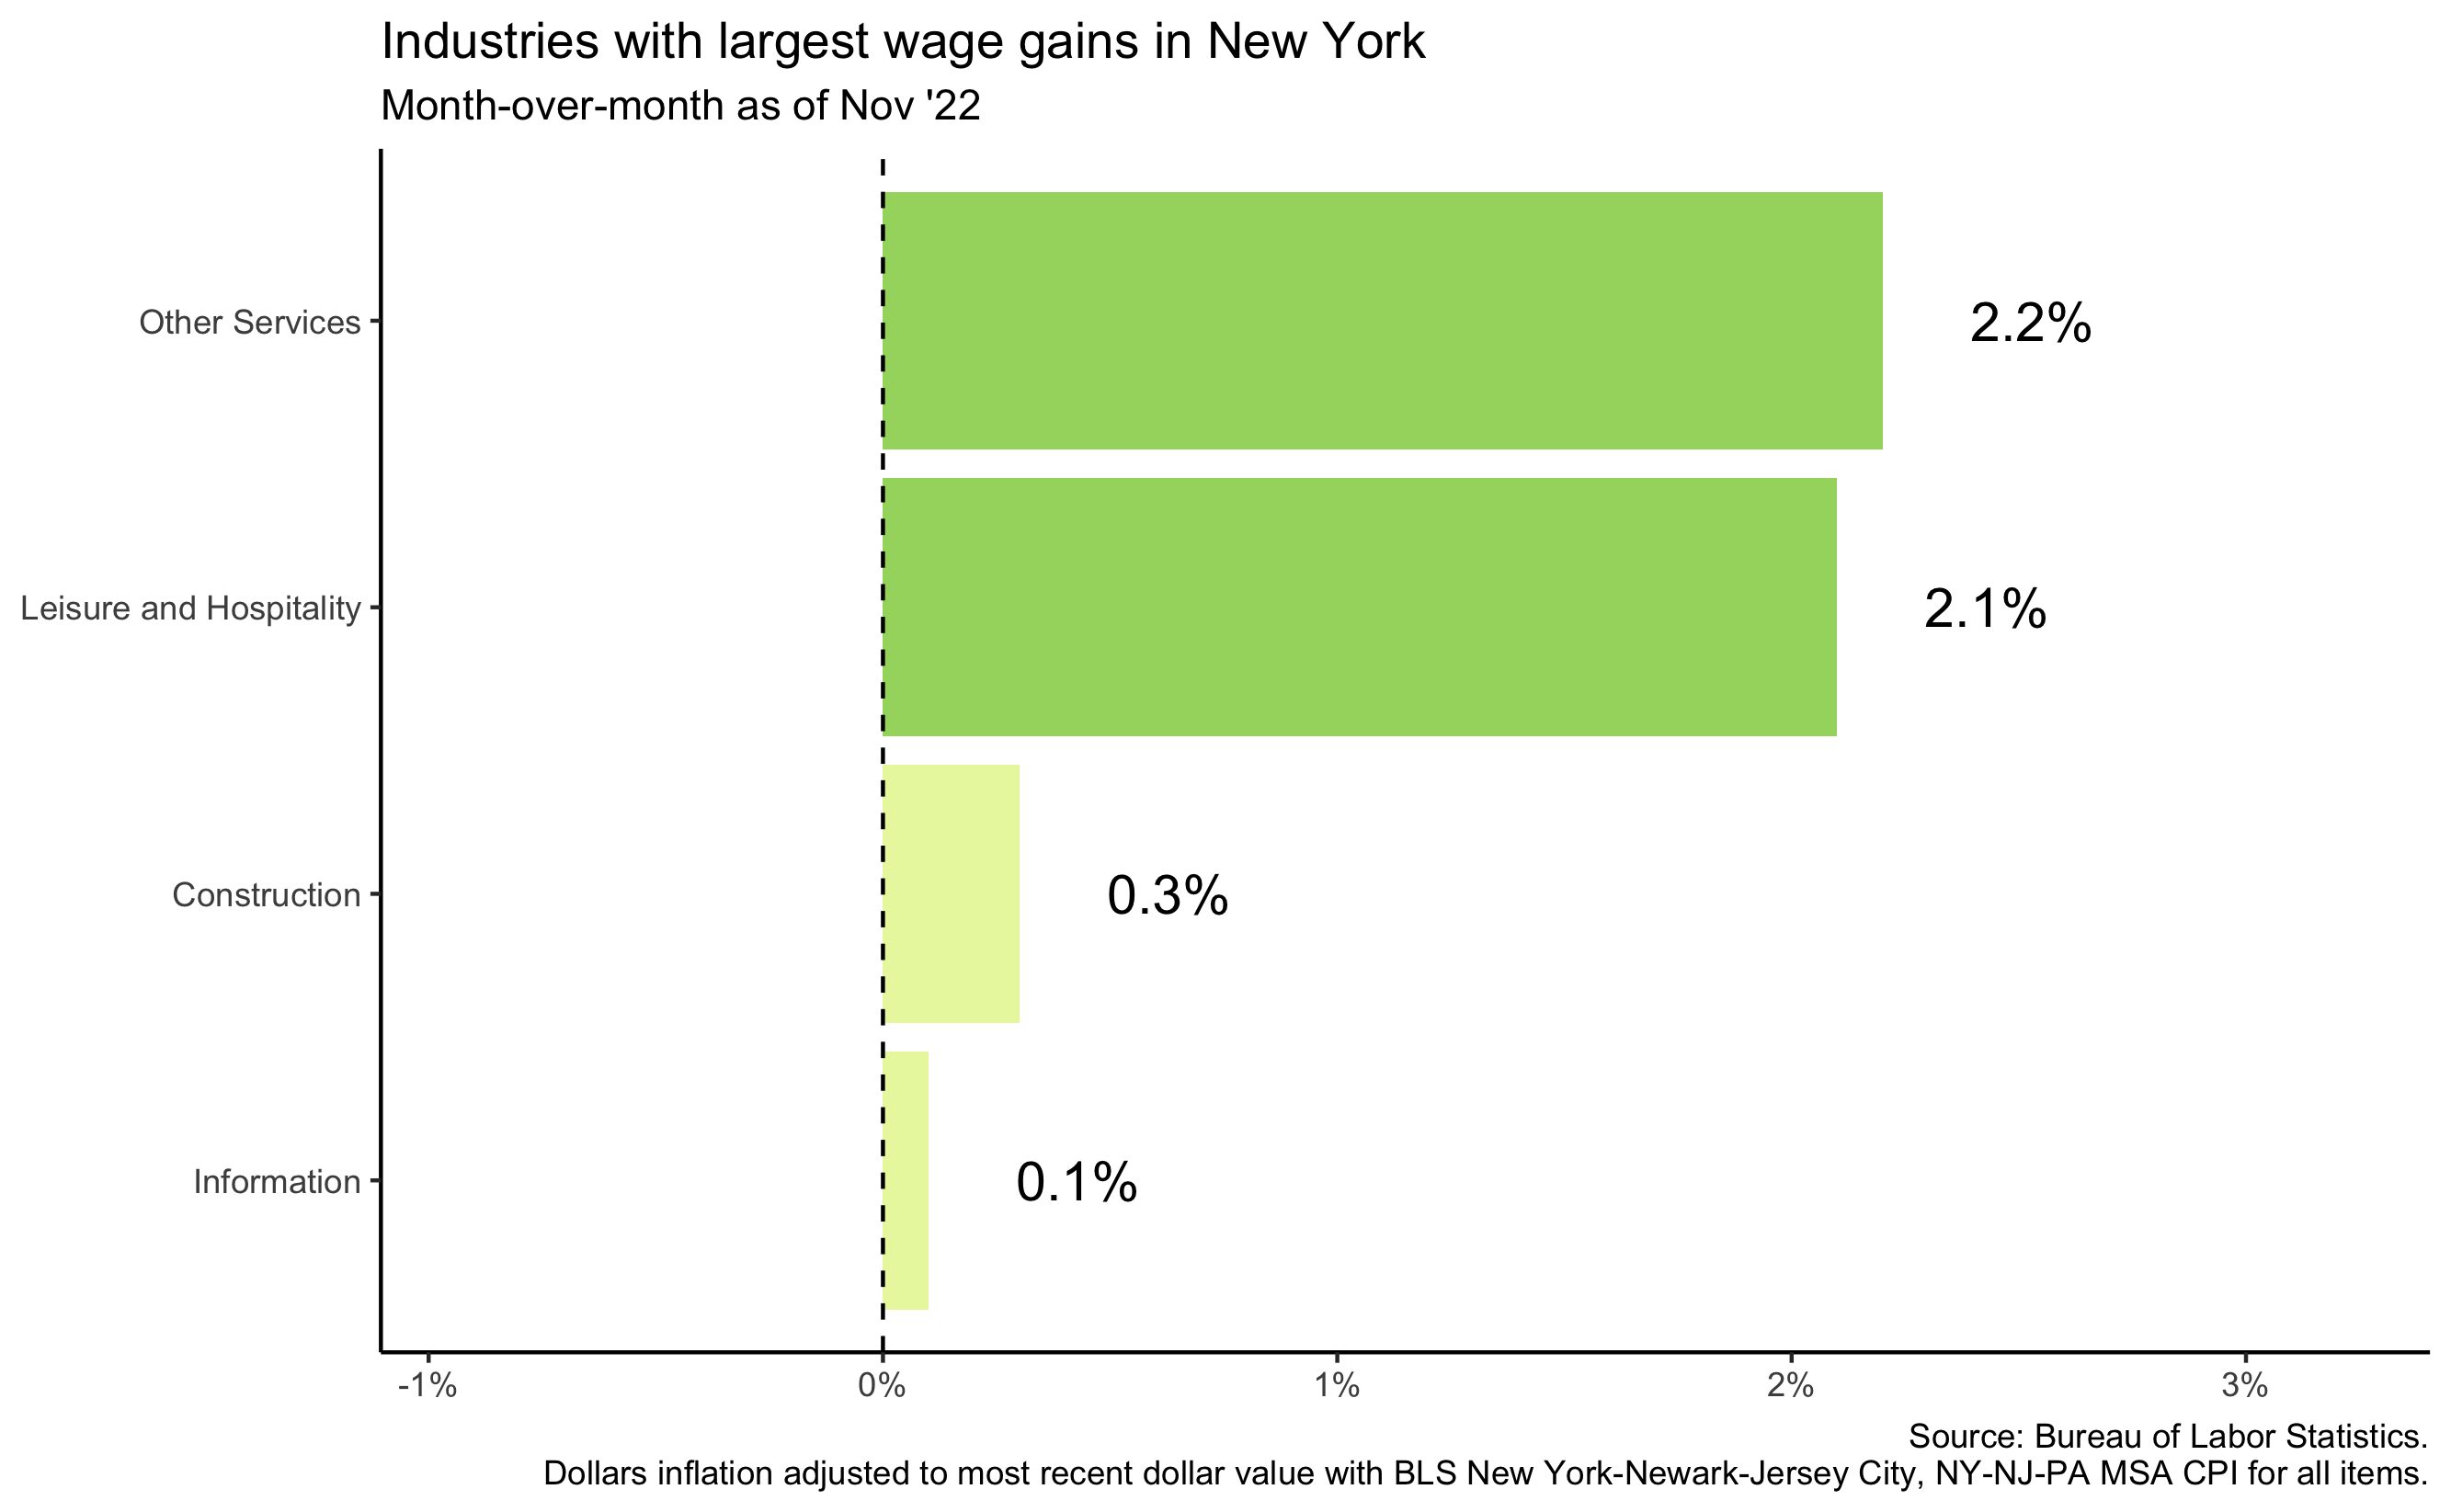 Industries with largest wage gains in New York
Month-over-month as of Nov '22
Other Services
2.2%
Leisure and Hospitality
2.1%
Construction
0.3%
Information
0.1%
-1%
0%
1%
2%
3%
Source: Bureau of Labor Statistics.
Dollars inflation adjusted to most recent dollar value with BLS New York-Newark-Jersey City, NY-NJ-PA MSA CPI for all items.